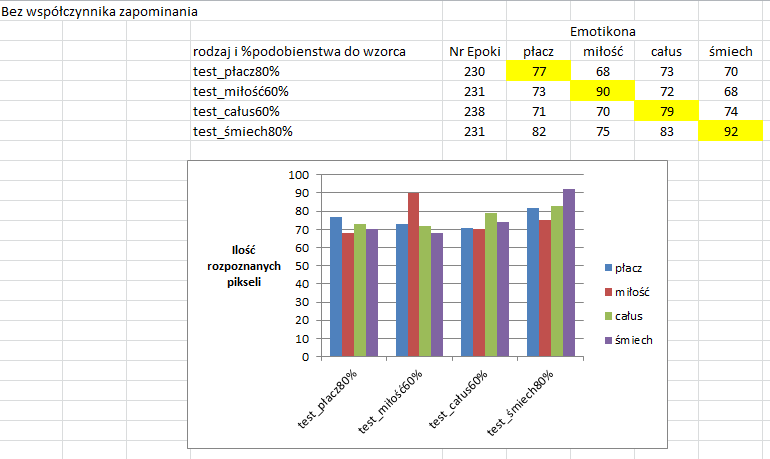 Bez współczynnika zapominania
Emotikona
rodzaj i %podobienstwa do wzorca Nr Epoki płacz miłość całus śmiech
test_płacz80% 230 77 68 73 70
test_miłość60% 231 73 90 72 68
test_całus60% 238 71 70 79 74
test_śmiech80% 231 82 75 83 92
100
90
80
70
60
50
40
30
20
10
0
Ilość
rozpoznanych
pikseli
płacz
miłość
całus
śmiech
test_płacz80%
test_miłość60%
test_całus60%
test_śmiech80%